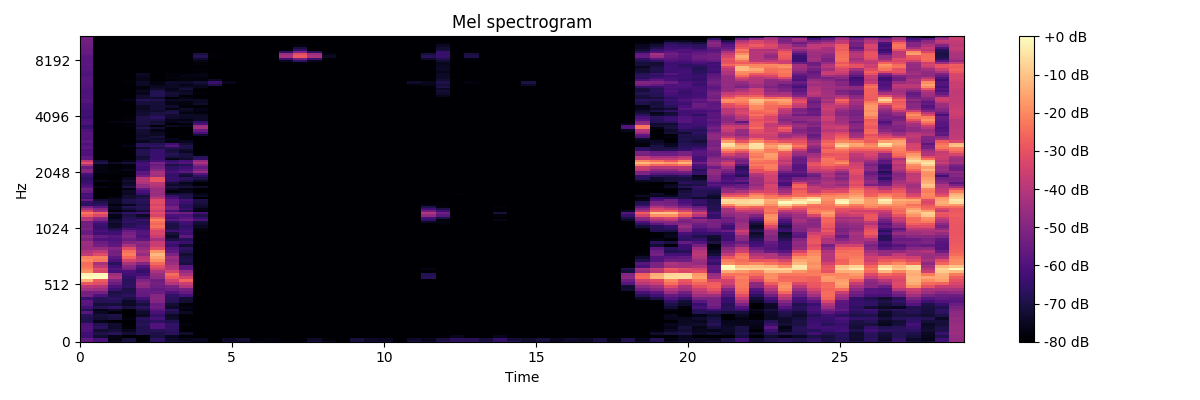 Mel spectrogram
Hz
8192
4096
2048
1024
512
0
0 5 10 15 20 25
Time
+0 dB
-10 dB
-20 dB
-30 dB
-40 dB
-50 dB
-60 dB
-70 dB
-80 dB